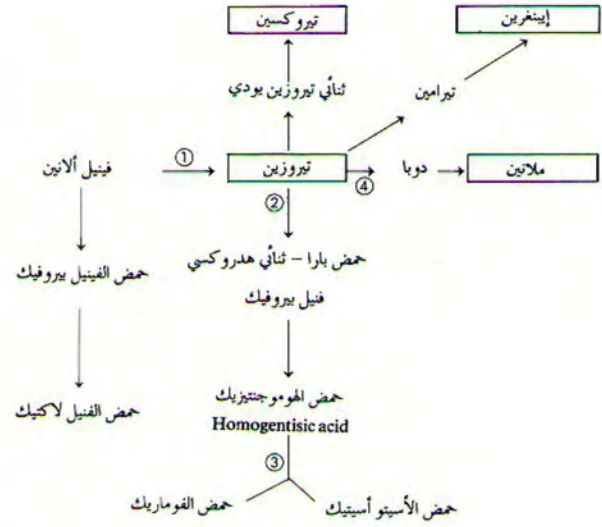 تيروكسين
إيبنغرين
ثنائي تيروزين يودي
تيرامين
فينيل ألانين
①
تيروزين
④
دوبا
ملانين
②
حمض الفينيل بيروفيك
حمض بارا – ثنائي هدروكسي
فنيل بيروفيك
حمض الفنيل لاكتيك
حمض الهوموجنتيزيك
Homogentisic acid
③
حمض الفوماريك
حمض الأسيتو أسيتيك